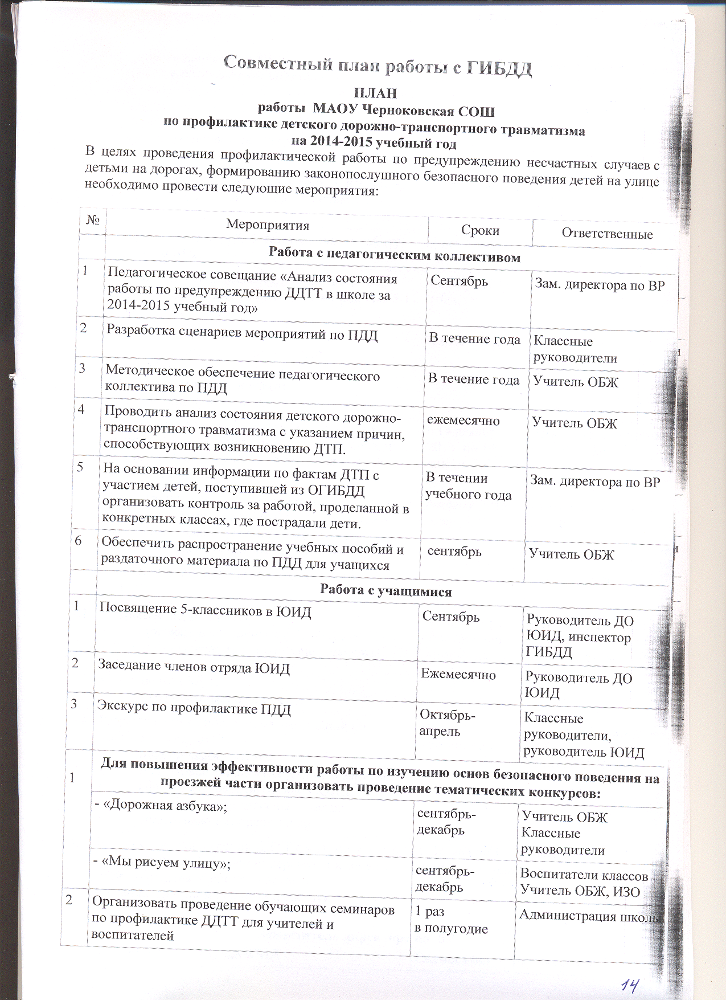 Совместный план работы с ГИБДД
ПЛАН
работы МАОУ Черноковская СОШ
по профилактике детского дорожно-транспортного травматизма
на 2014-2015 учебный год
В целях проведения профилактической работы по предупреждению несчастных случаев с
детьми на дорогах, формированию законопослушного безопасного поведения детей на улице
необходимо провести следующие мероприятия:
№ Мероприятия Сроки Ответственные
Работа с педагогическим коллективом
1 Педагогическое совещание «Анализ состояния Сентябрь Зам. директора по ВР
работы по предупреждению ДДТТ в школе за
2014-2015 учебный год»
2 Разработка сценариев мероприятий по ПДД В течение года Классные
руководители
3 Методическое обеспечение педагогического В течение года Учитель ОБЖ
коллектива по ПДД
4 Проводить анализ состояния детского дорожно- ежемесячно Учитель ОБЖ
транспортного травматизма с указанием причин,
способствующих возникновению ДТП.
5 На основании информации по фактам ДТП с В течении Зам. директора по ВР
участием детей, поступившей из ОГИБДД учебного года
организовать контроль за работой, проделанной в
конкретных классах, где пострадали дети.
6 Обеспечить распространение учебных пособий и сентябрь Учитель ОБЖ
раздаточного материала по ПДД для учащихся
Работа с учащимися
1 Посвящение 5-классников в ЮИД Сентябрь Руководитель ДО
ЮИД, инспектор
ГИБДД
2 Заседание членов отряда ЮИД Ежемесячно Руководитель ДО
ЮИД
3 Экскурс по профилактике ПДД Октябрь- Классные
апрель руководители,
руководитель ЮИД
1 Для повышения эффективности работы по изучению основ безопасного поведения на
проезжей части организовать проведение тематических конкурсов:
- «Дорожная азбука»; сентябрь- Учитель ОБЖ
декабрь Классные
руководители
- «Мы рисуем улицу»; сентябрь- Воспитатели классов
декабрь Учитель ОБЖ, ИЗО
2 Организовать проведение обучающих семинаров 1 раз Администрация школы
по профилактике ДДТТ для учителей и в полугодие
воспитателей
14